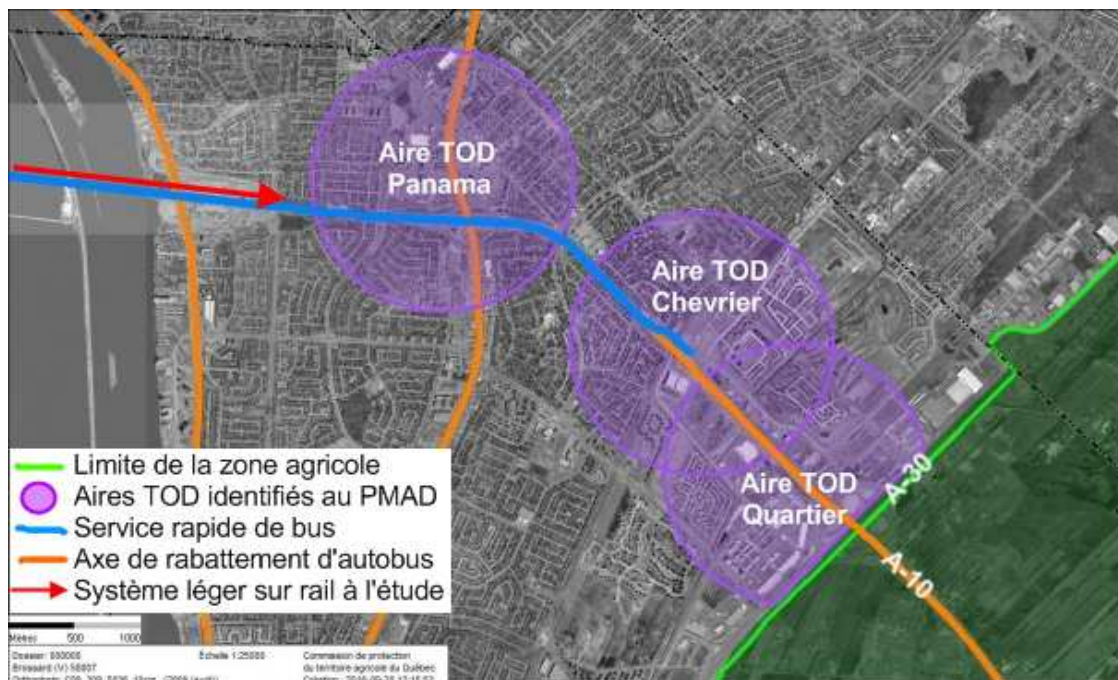 Aire TOD
Panama
Aire TOD
Chevrier
Aire TOD
Quartier
A-30
A-10
Limite de la zone agricole
Aires TOD identifiés au PMAD
Service rapide de bus
Axe de rabattement d'autobus
Système léger sur rail à l'étude
Mètres 500 1000
Dossier: 000000
Échelle 1:25000
Commission de protection
Brossard (V) 58007
du territoire agricole du Québec